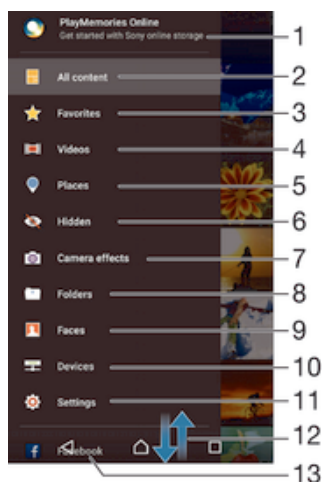 PlayMemories Online
1
Get started with Sony online storage
All content 2
Favorites 3
Videos 4
Places 5
Hidden 6
Camera effects 7
Folders 8
Faces 9
Devices 10
Settings 11
12
Facebook
13